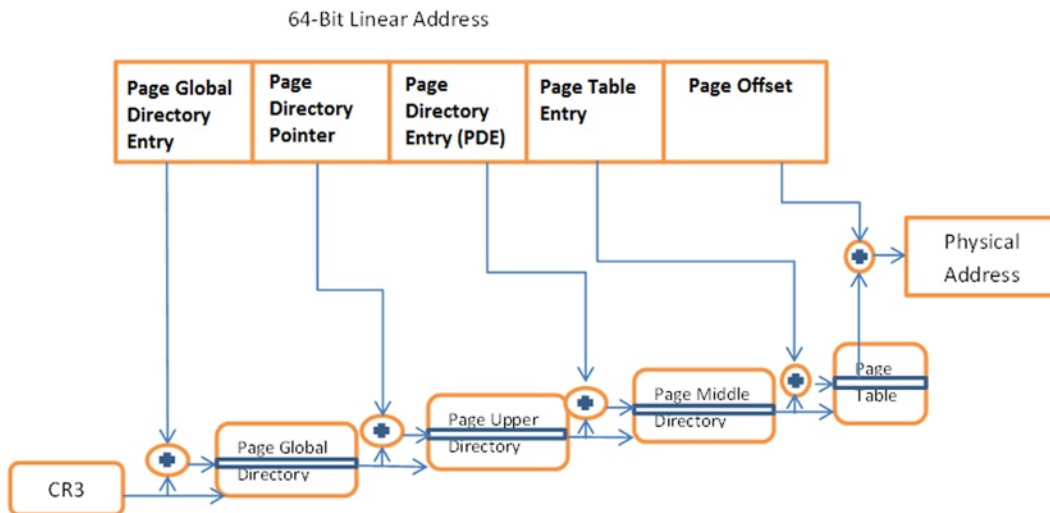 64-Bit Linear Address
Page Global
Directory
Entry
Page
Directory
Pointer
Page
Directory
Entry (PDE)
Page Table
Entry
Page Offset
Physical
Address
Page
Table
Page Middle
Directory
Page Upper
Directory
Page Global
Directory
CR3